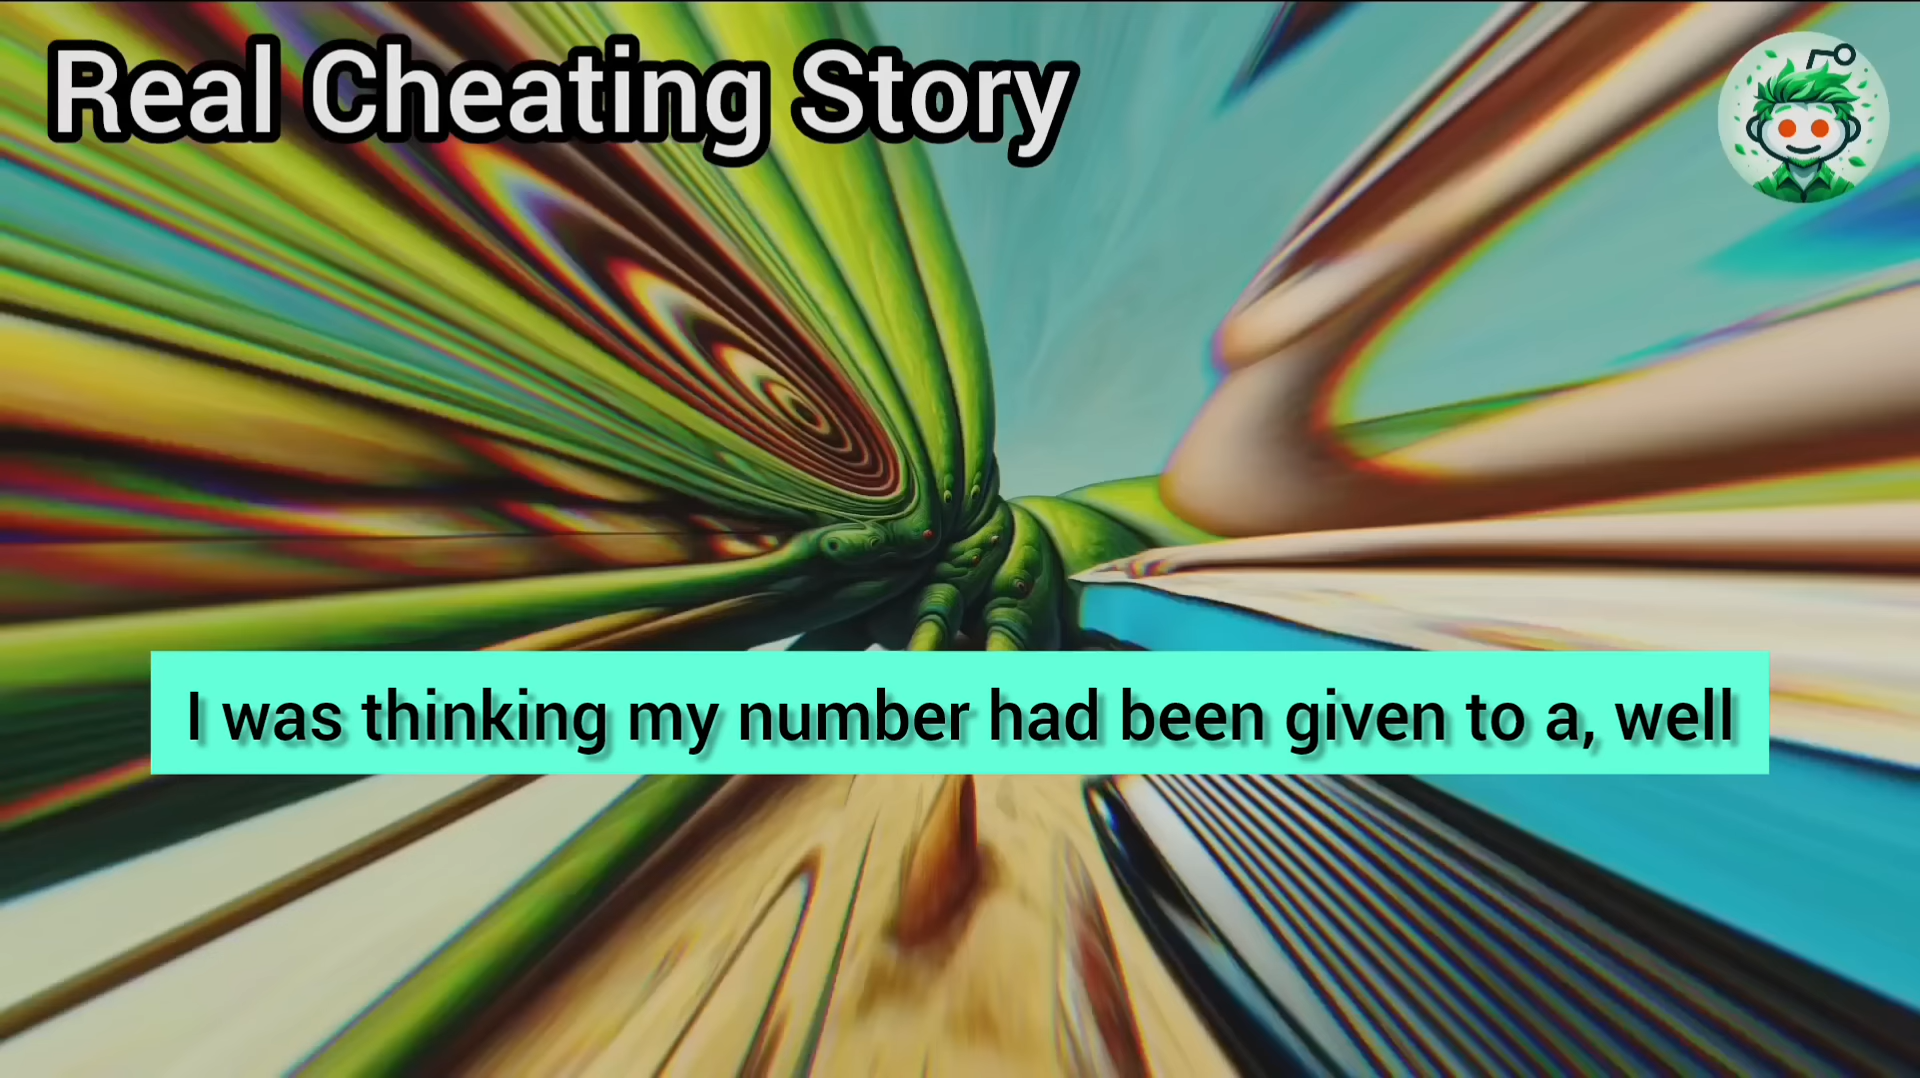 Real Cheating Story
I was thinking my number had been given to a, well